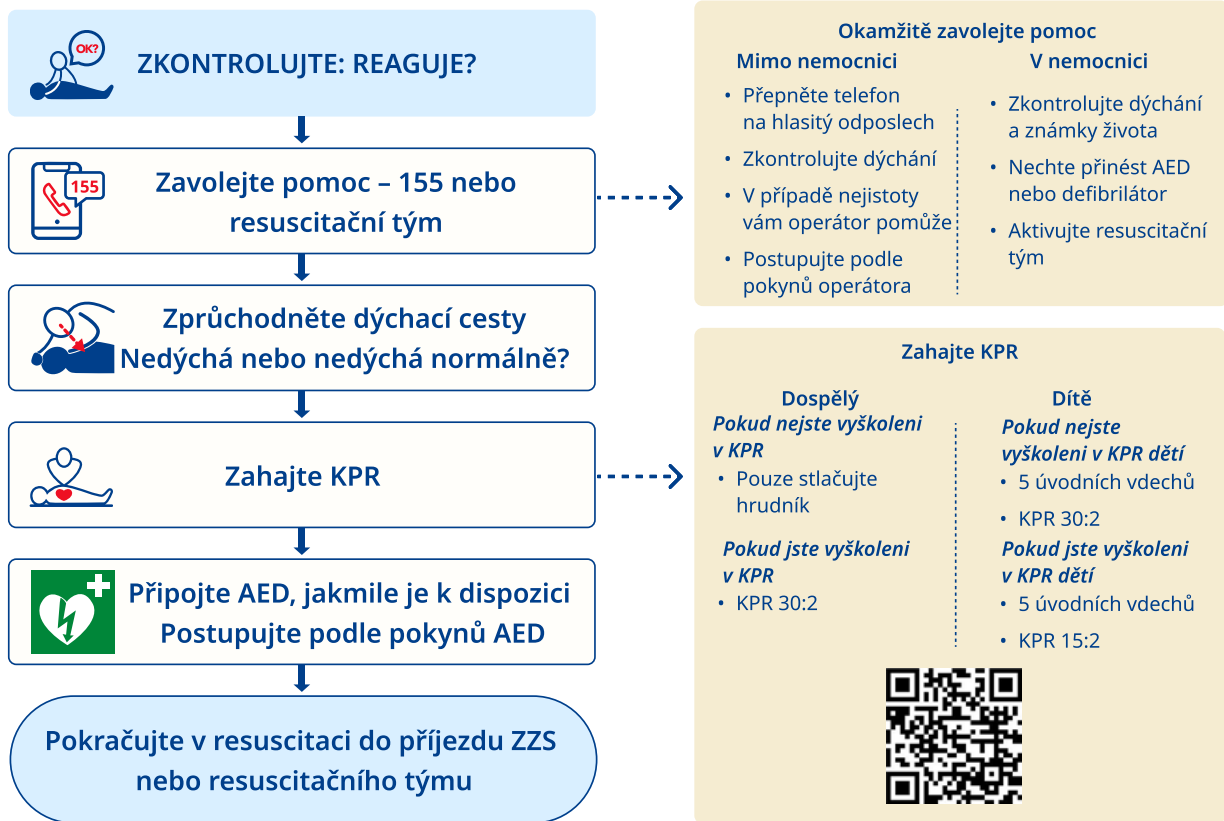 OK?
ZKONTROLUJTE: REAGUJE?
155
Zavolejte pomoc – 155 nebo
resuscitační tým
Zprůchodněte dýchací cesty
Nedýchá nebo nedýchá normálně?
Zahajte KPR
Připojte AED, jakmile je k dispozici
Postupujte podle pokynů AED
Pokračujte v resuscitaci do příjezdu ZZS
nebo resuscitačního týmu
Okamžitě zavolejte pomoc
Mimo nemocnici
• Přepněte telefon
na hlasitý odposlech
• Zkontrolujte dýchání
• V případě nejistoty
vám operátor pomůže
• Postupujte podle
pokynů operátora
V nemocnici
• Zkontrolujte dýchání
a známky života
• Nechte přinést AED
nebo defibrilátor
• Aktivujte resuscitační
tým
Zahajte KPR
Dospělý
Pokud nejste vyškoleni
v KPR
• Pouze stlačujte
hrudník
Pokud jste vyškoleni
v KPR
• KPR 30:2
Dítě
Pokud nejste
vyškoleni v KPR dětí
• 5 úvodních vdechů
• KPR 30:2
Pokud jste vyškoleni
v KPR dětí
• 5 úvodních vdechů
• KPR 15:2